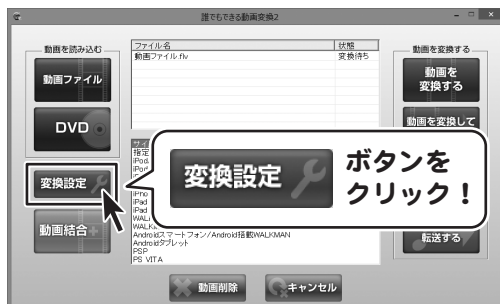 誰でもできる動画変換2
動画を読み込む
動画ファイル
DVD
変換設定
動画結合
ファイル名
状態
動画ファイル.flv
変換待ち
動画を変換する
動画を
変換する
動画を変換して
変換設定
ボタンを
クリック！
指定
iPod
iPod
iPad
iPad
WALK
Androidスマートフォン/Android搭載WALKMAN
Androidタブレット
PSP
PS VITA
転送する
動画削除
キャンセル